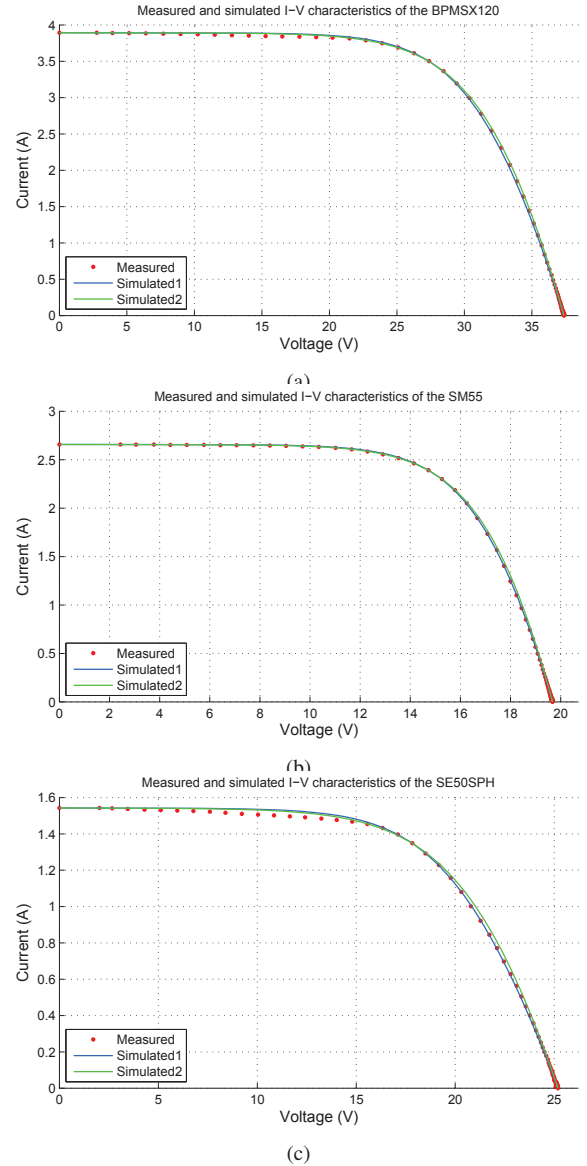 Measured and simulated I−V characteristics of the BPMSX120
4
3.5
3
2.5
2
1.5
1
0.5
0
Current (A)
Measured
Simulated1
Simulated2
0 5 10 15 20 25 30 35
Voltage (V)
(a)
Measured and simulated I−V characteristics of the SM55
3
2.5
2
1.5
1
0.5
0
Current (A)
Measured
Simulated1
Simulated2
0 2 4 6 8 10 12 14 16 18 20
Voltage (V)
(b)
Measured and simulated I−V characteristics of the SE50SPH
1.6
1.4
1.2
1
0.8
0.6
0.4
0.2
0
Current (A)
Measured
Simulated1
Simulated2
0 5 10 15 20 25
Voltage (V)
(c)